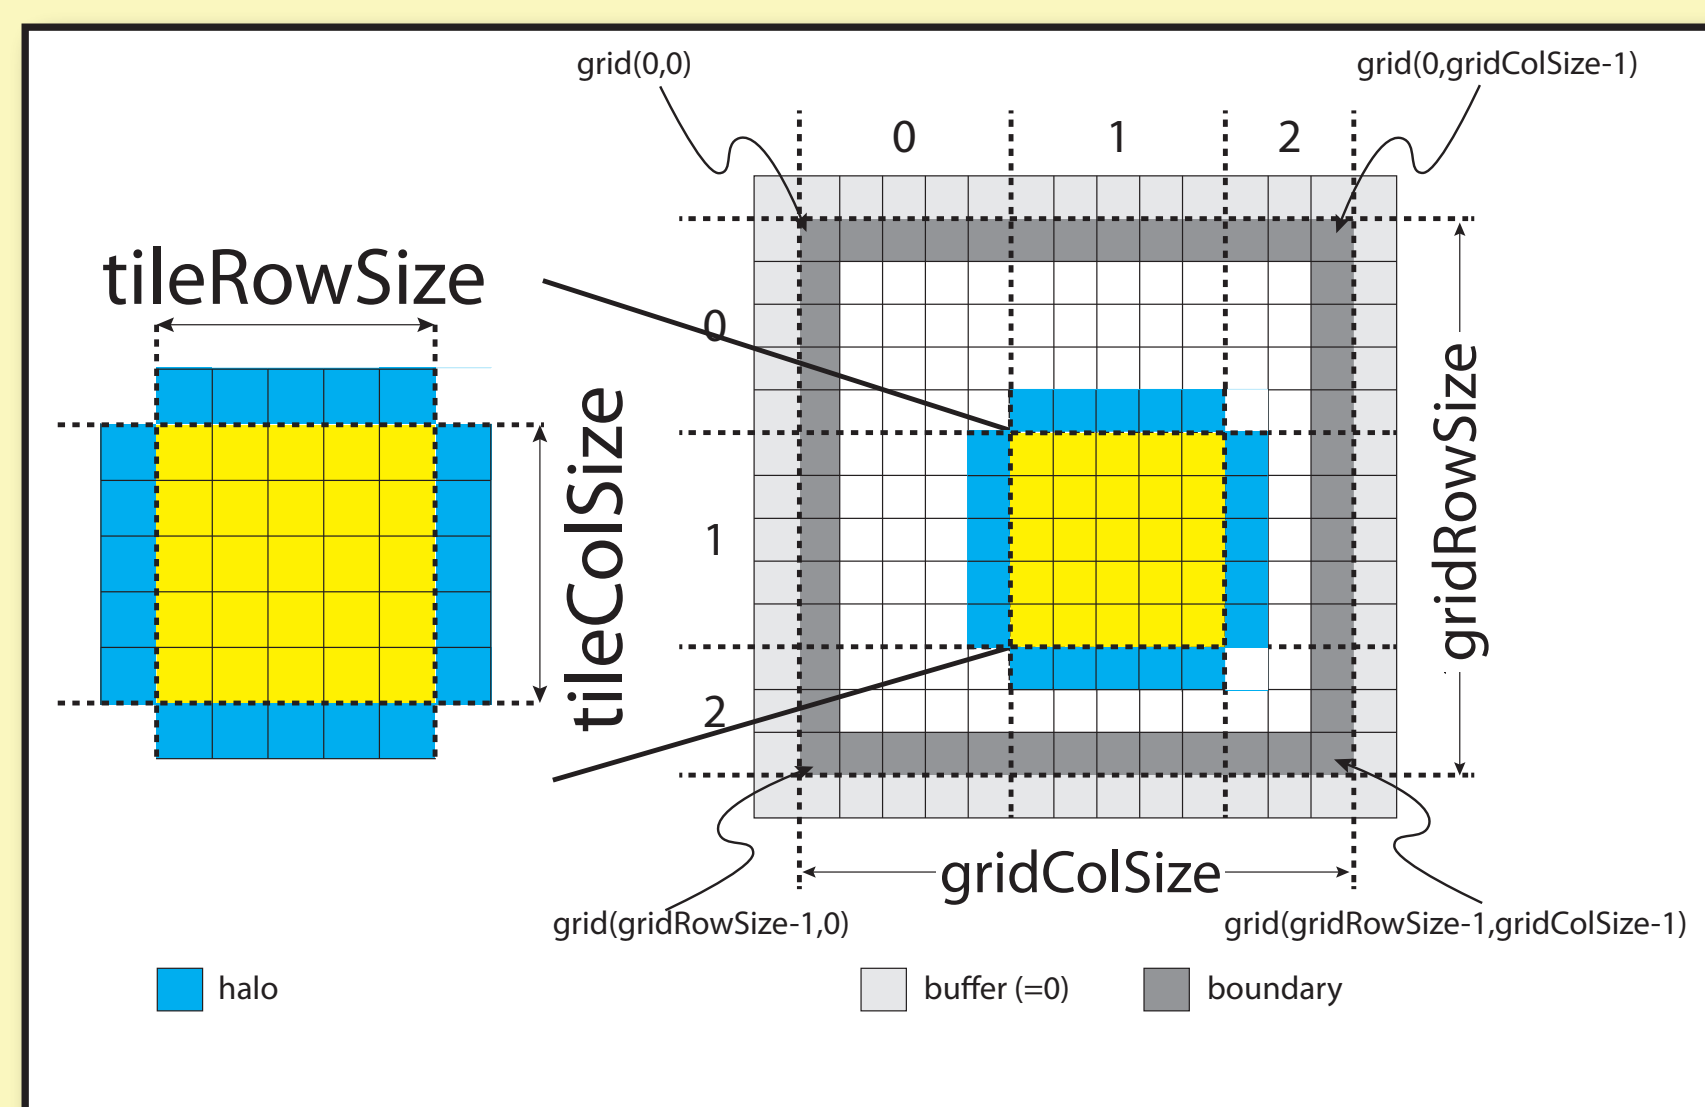 grid(0,0)
grid(0,gridColSize-1)
0
1
2
tileRowSize
0
tileColSize
gridRowSize
1
2
gridColSize
grid(gridRowSize-1,0)
grid(gridRowSize-1,gridColSize-1)
halo
buffer (=0)
boundary